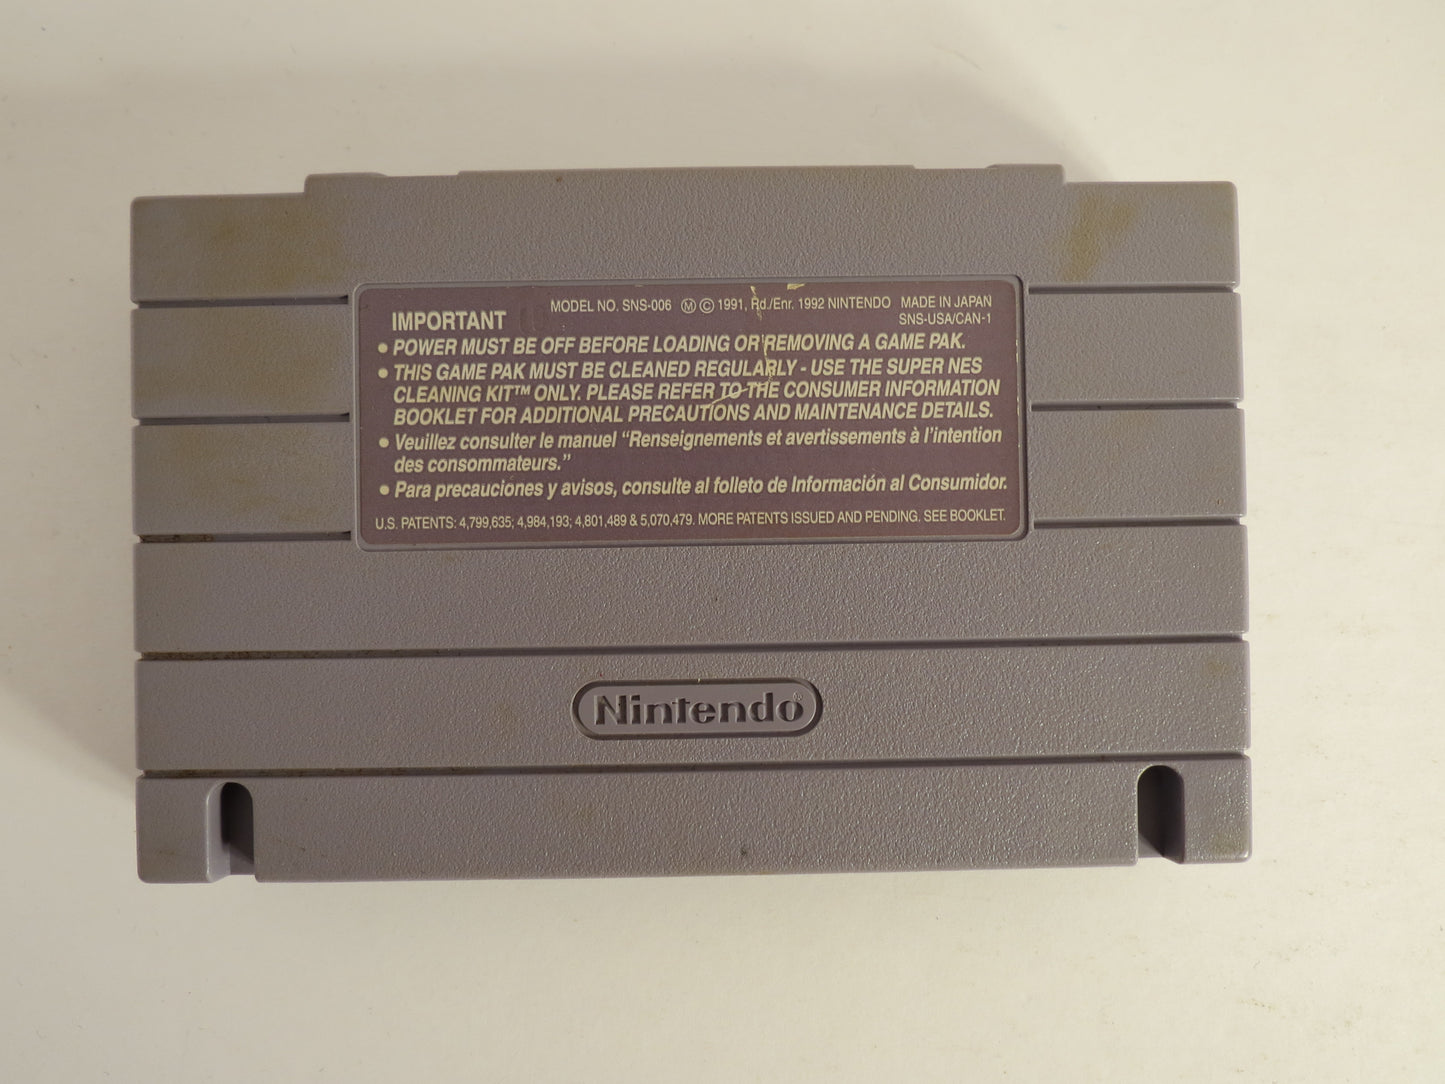 MODEL NO. SNS-006 Ⓜ © 1991, Rd./Enr. 1992 NINTENDO MADE IN JAPAN
SNS-USA/CAN-1
IMPORTANT
• POWER MUST BE OFF BEFORE LOADING OR REMOVING A GAME PAK.
• THIS GAME PAK MUST BE CLEANED REGULARLY - USE THE SUPER NES
CLEANING KIT™ ONLY. PLEASE REFER TO THE CONSUMER INFORMATION
BOOKLET FOR ADDITIONAL PRECAUTIONS AND MAINTENANCE DETAILS.
• Veuillez consulter le manuel “Renseignements et avertissements à l'intention
des consommateurs.”
• Para precauciones y avisos, consulte al folleto de Información al Consumidor.
U.S. PATENTS: 4,799,635; 4,984,193; 4,801,489 & 5,070,479. MORE PATENTS ISSUED AND PENDING. SEE BOOKLET.
Nintendo®